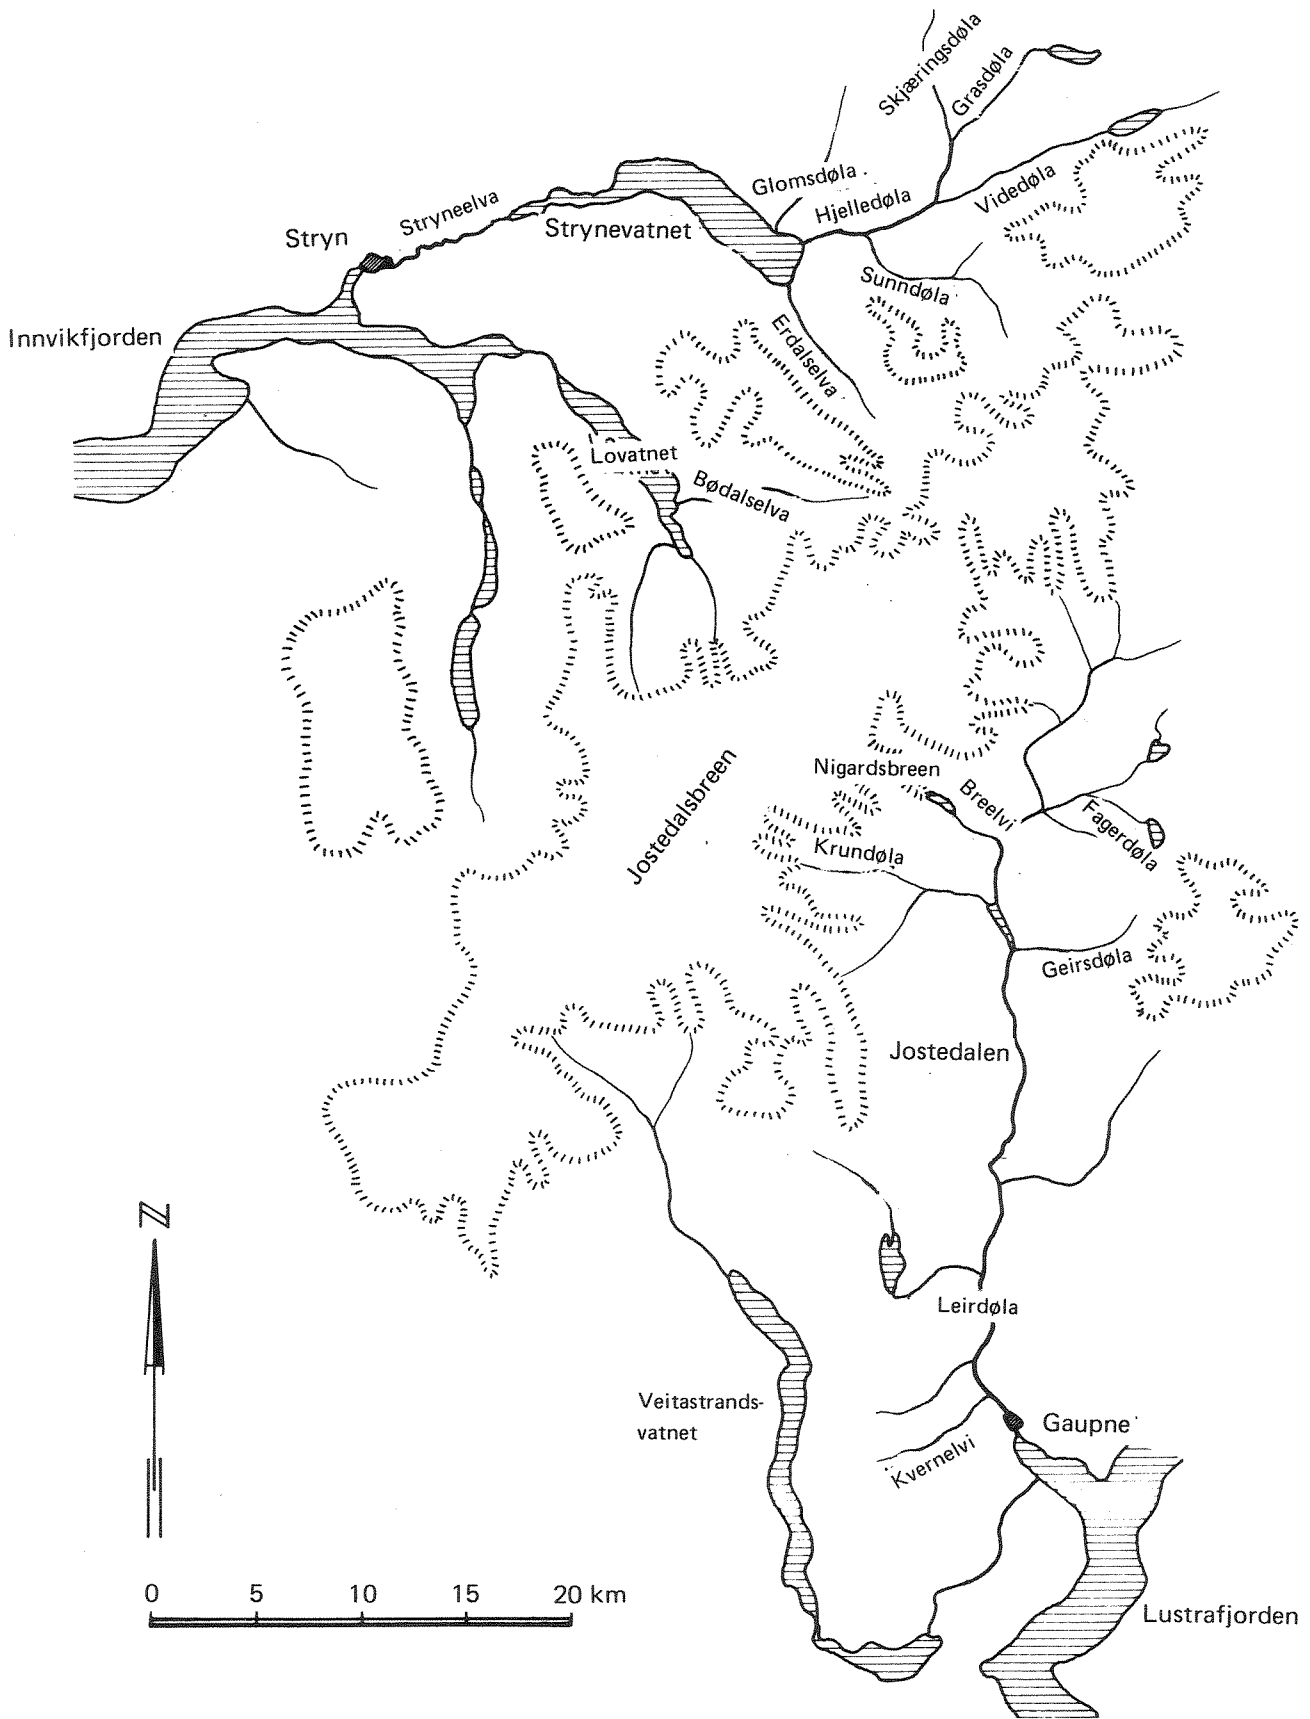 Skjæringsdøla
Grasdøla
Glomsdøla
Hjelledøla
Videdøla
Stryneelva
Stryn
Strynevatnet
Sunndøla
Innvikfjorden
Erdalselva
Lovatnet
Bødalselva
Nigardsbreen
Breelvi
Fagerdøla
Jostedalsbreen
Krundøla
Geirsdøla
Jostedalen
N
Leirdøla
Veitastrands-
vatnet
Gaupne
Kvernelvi
0 5 10 15 20 km
Lustrafjorden